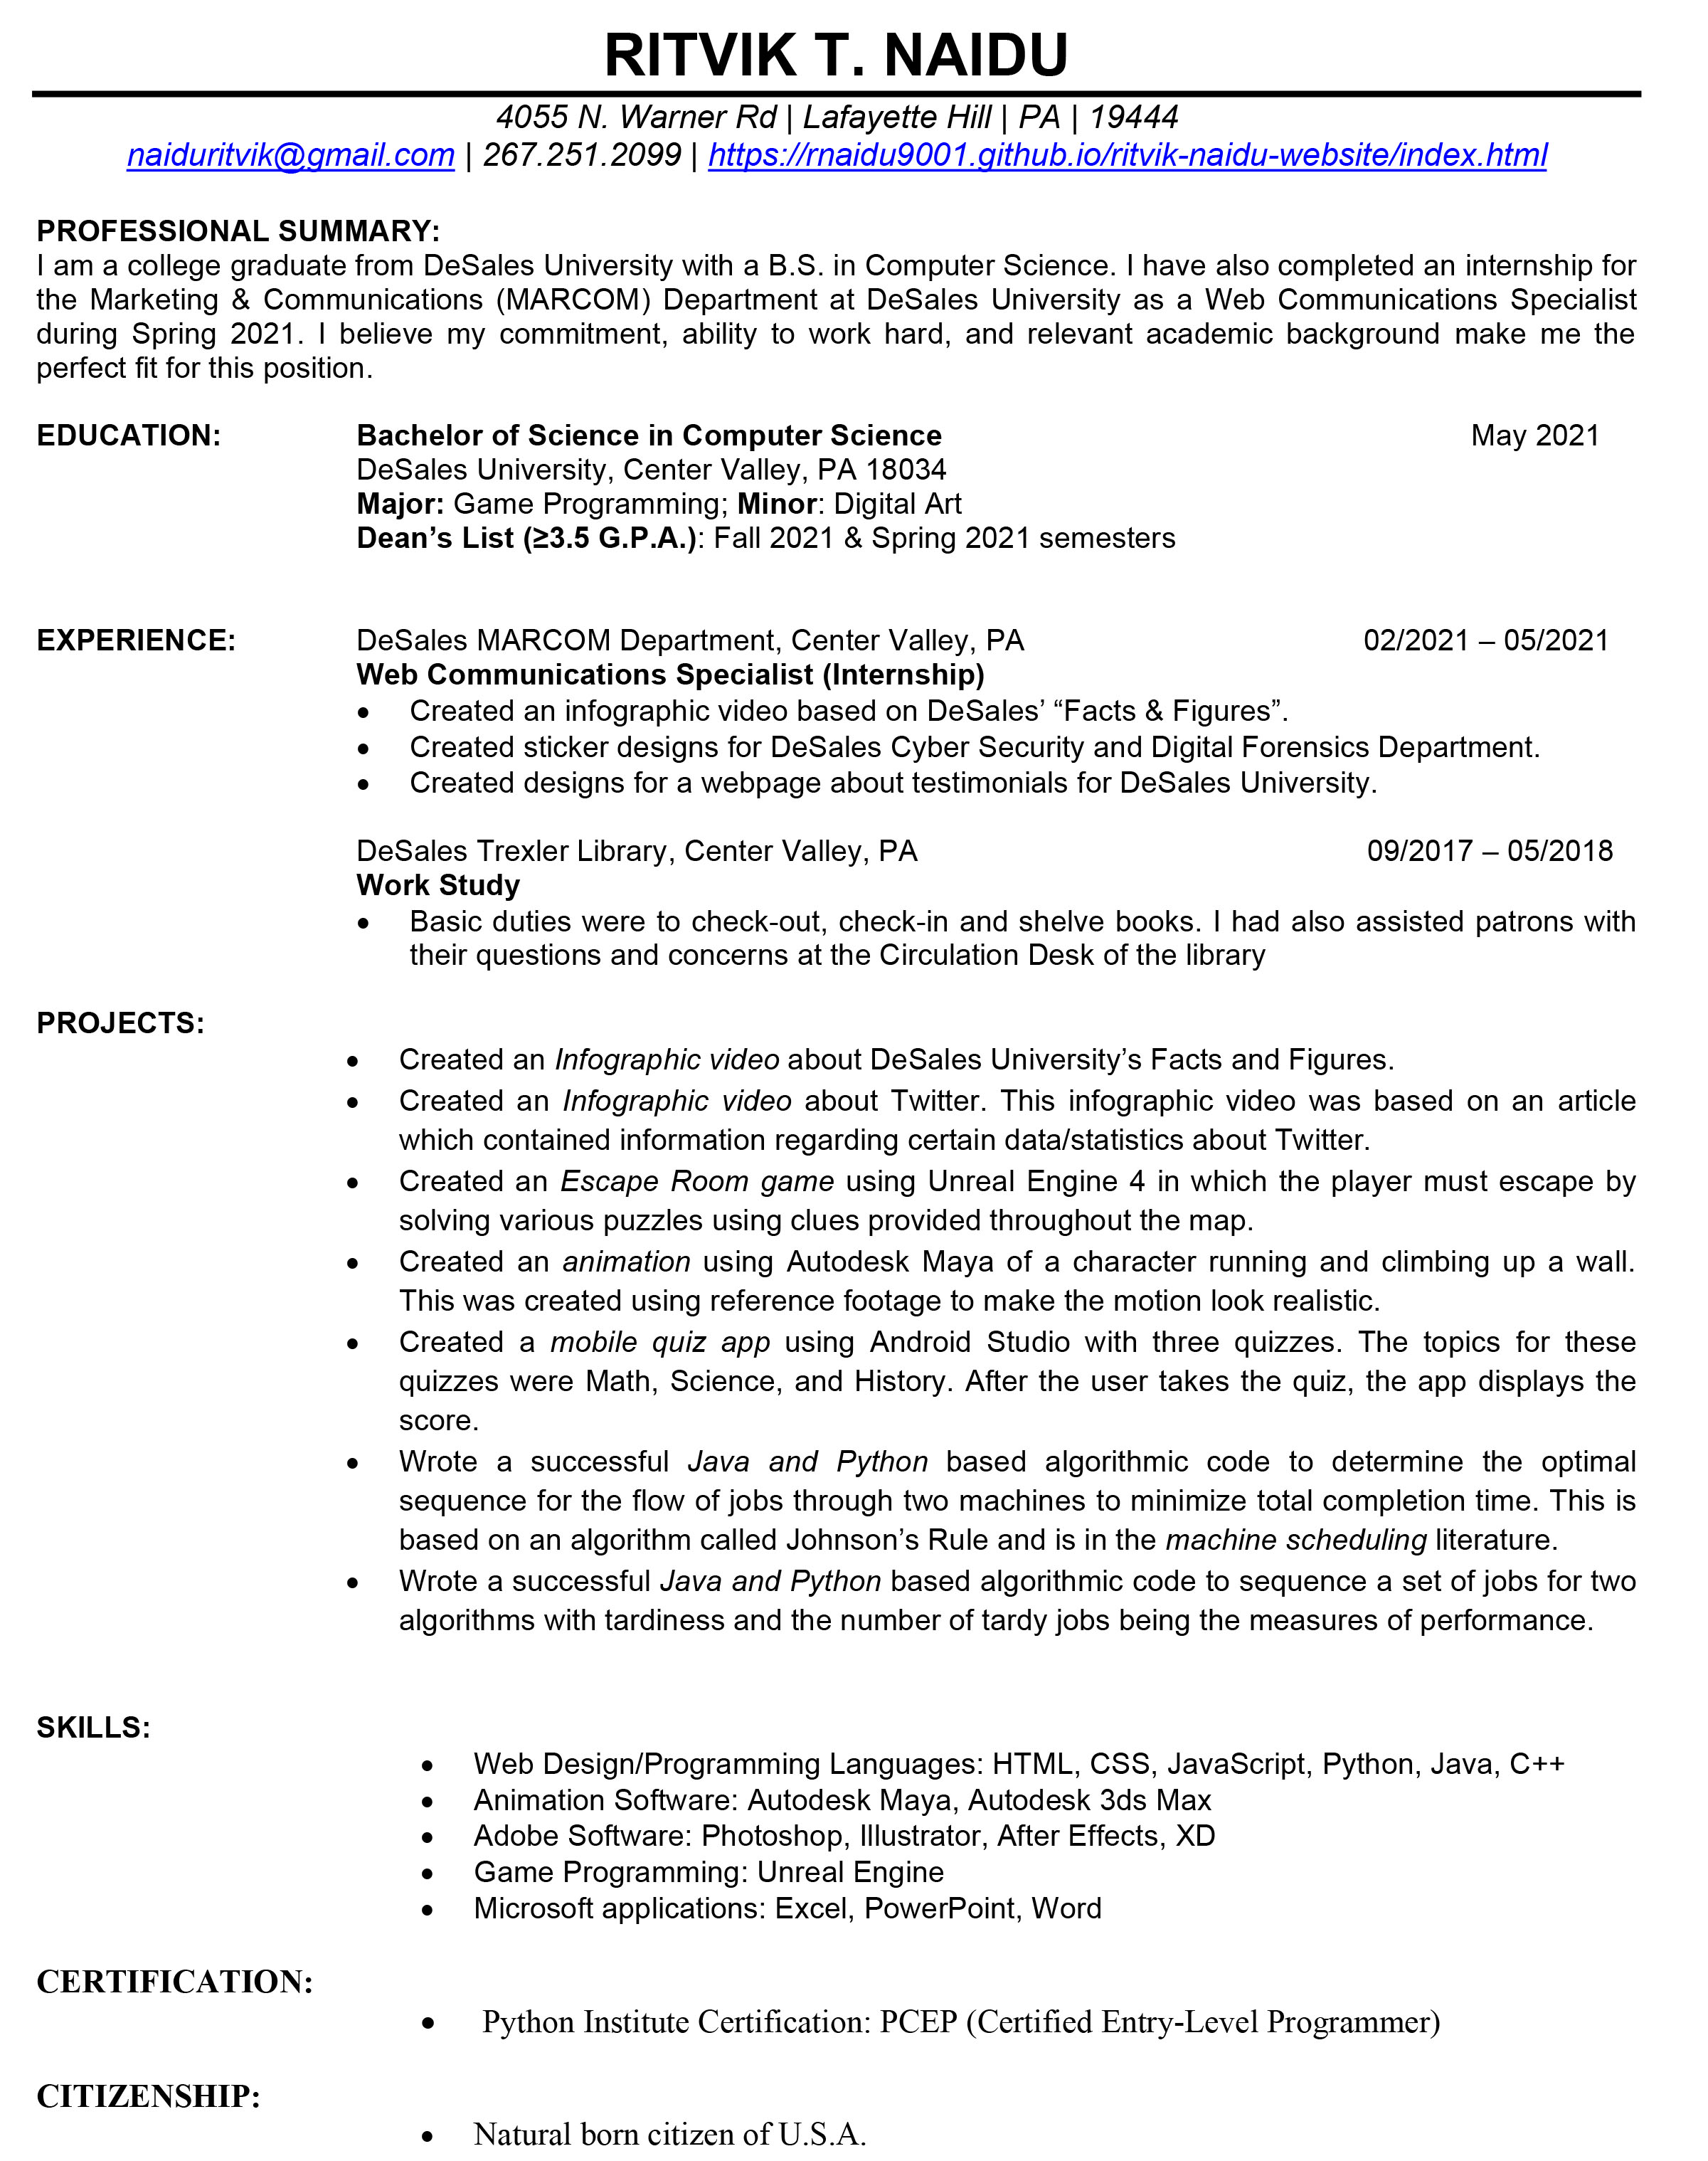 RITVIK T. NAIDU
4055 N. Warner Rd | Lafayette Hill | PA | 19444
naiduritvik@gmail.com | 267.251.2099 | https://rnaidu9001.github.io/ritvik-naidu-website/index.html
PROFESSIONAL SUMMARY:
I am a college graduate from DeSales University with a B.S. in Computer Science. I have also completed an internship for
the Marketing & Communications (MARCOM) Department at DeSales University as a Web Communications Specialist
during Spring 2021. I believe my commitment, ability to work hard, and relevant academic background make me the
perfect fit for this position.
EDUCATION: Bachelor of Science in Computer Science May 2021
DeSales University, Center Valley, PA 18034
Major: Game Programming; Minor: Digital Art
Dean’s List (≥3.5 G.P.A.): Fall 2021 & Spring 2021 semesters
EXPERIENCE: DeSales MARCOM Department, Center Valley, PA 02/2021 – 05/2021
Web Communications Specialist (Internship)
• Created an infographic video based on DeSales’ “Facts & Figures”.
• Created sticker designs for DeSales Cyber Security and Digital Forensics Department.
• Created designs for a webpage about testimonials for DeSales University.
DeSales Trexler Library, Center Valley, PA 09/2017 – 05/2018
Work Study
• Basic duties were to check-out, check-in and shelve books. I had also assisted patrons with
their questions and concerns at the Circulation Desk of the library
PROJECTS:
• Created an Infographic video about DeSales University’s Facts and Figures.
• Created an Infographic video about Twitter. This infographic video was based on an article
which contained information regarding certain data/statistics about Twitter.
• Created an Escape Room game using Unreal Engine 4 in which the player must escape by
solving various puzzles using clues provided throughout the map.
• Created an animation using Autodesk Maya of a character running and climbing up a wall.
This was created using reference footage to make the motion look realistic.
• Created a mobile quiz app using Android Studio with three quizzes. The topics for these
quizzes were Math, Science, and History. After the user takes the quiz, the app displays the
score.
• Wrote a successful Java and Python based algorithmic code to determine the optimal
sequence for the flow of jobs through two machines to minimize total completion time. This is
based on an algorithm called Johnson’s Rule and is in the machine scheduling literature.
• Wrote a successful Java and Python based algorithmic code to sequence a set of jobs for two
algorithms with tardiness and the number of tardy jobs being the measures of performance.
SKILLS:
• Web Design/Programming Languages: HTML, CSS, JavaScript, Python, Java, C++
• Animation Software: Autodesk Maya, Autodesk 3ds Max
• Adobe Software: Photoshop, Illustrator, After Effects, XD
• Game Programming: Unreal Engine
• Microsoft applications: Excel, PowerPoint, Word
CERTIFICATION:
• Python Institute Certification: PCEP (Certified Entry-Level Programmer)
CITIZENSHIP:
• Natural born citizen of U.S.A.